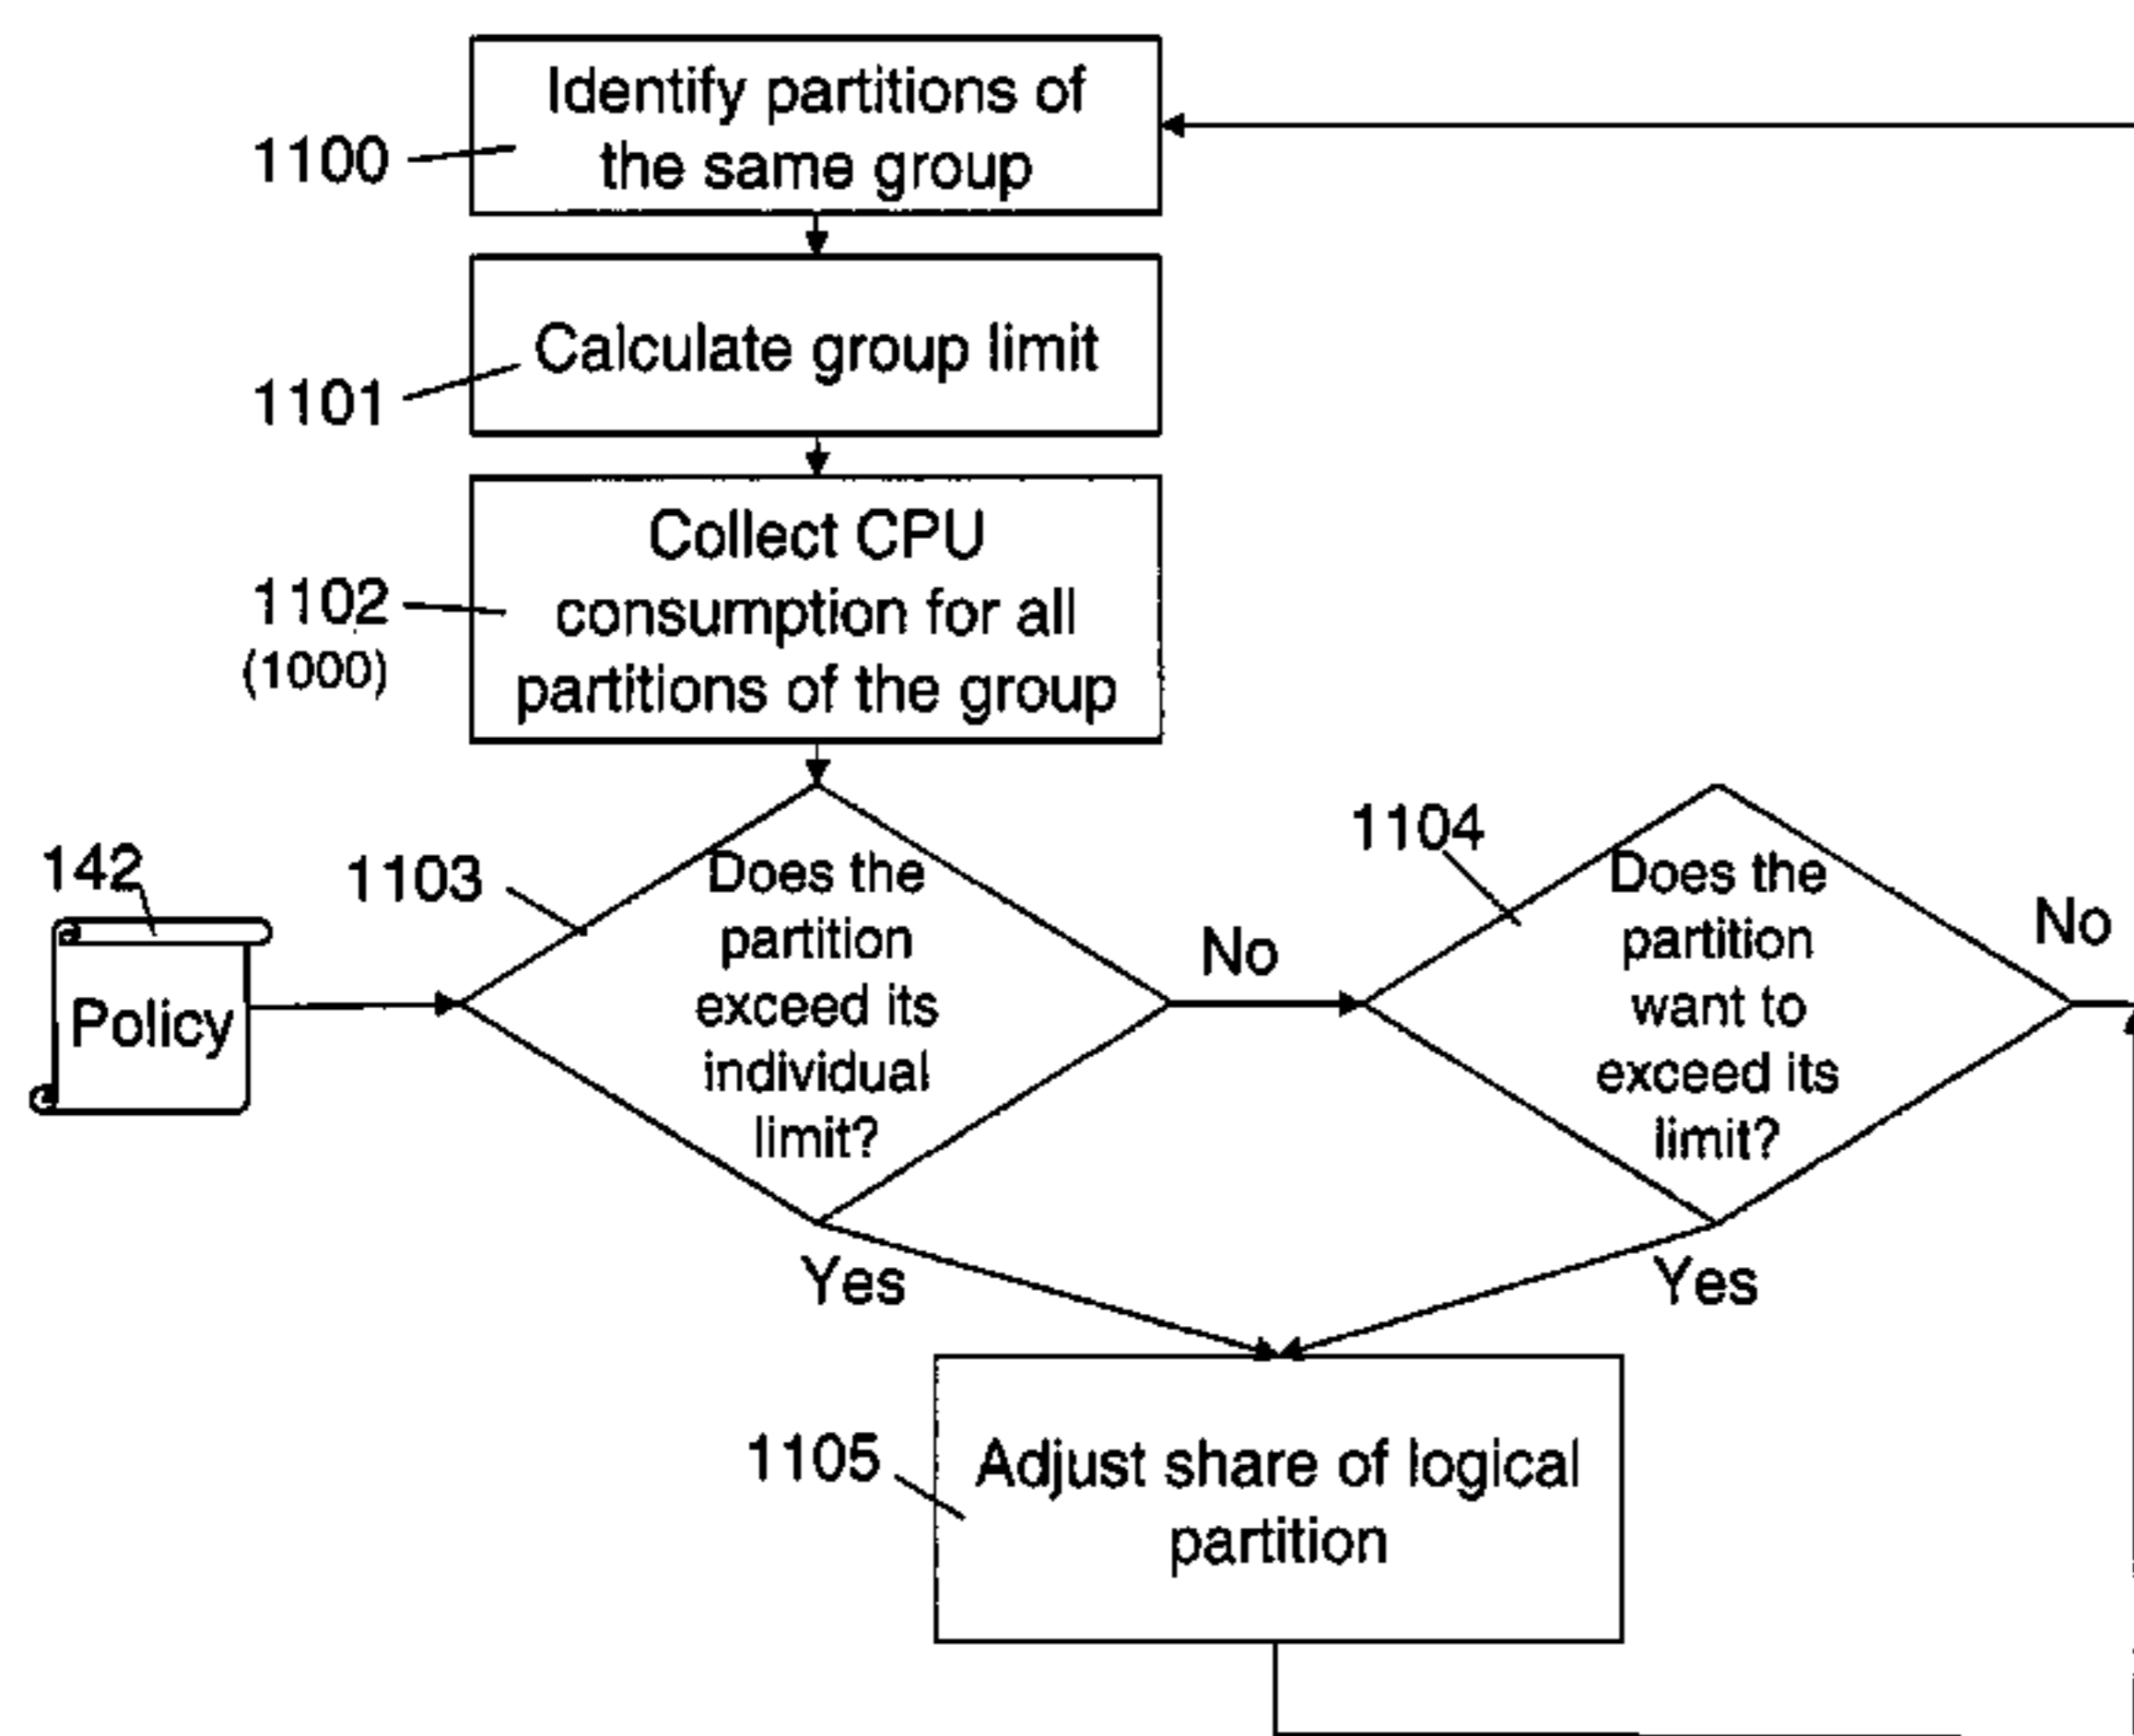 Identify partitions of
the same group
1100
Calculate group limit
1101
Collect CPU
consumption for all
partitions of the group
1102
(1000)
142
Policy
1103
Does the
partition
exceed its
individual
limit?
No
1104
Does the
partition
want to
exceed its
limit?
No
Yes
Yes
1105
Adjust share of logical
partition